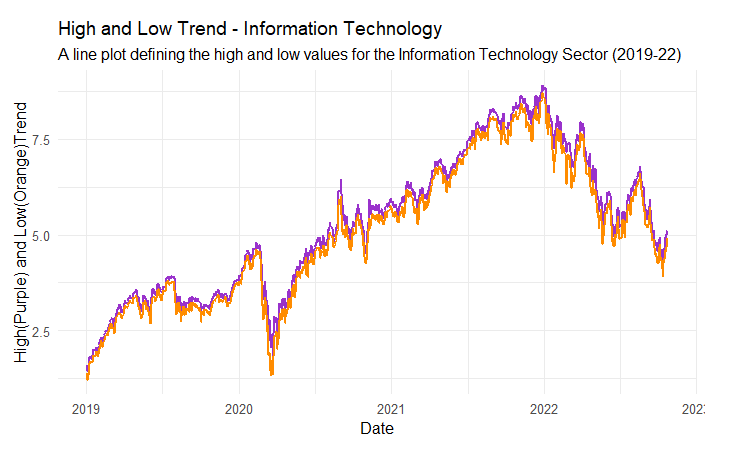 High and Low Trend - Information Technology
A line plot defining the high and low values for the Information Technology Sector (2019-22)
High(Purple) and Low(Orange)Trend
7.5
5.0
2.5
2019
2020
2021
2022
202
Date